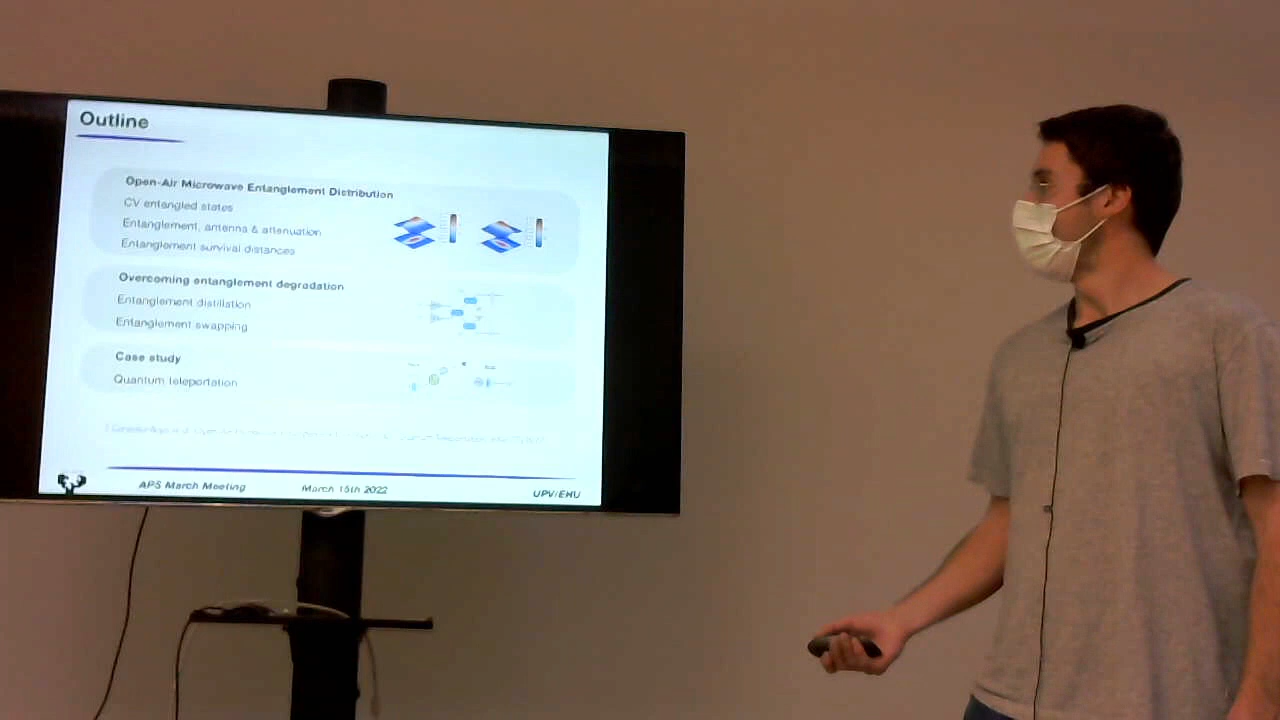 Outline
Open-Air Microwave Entanglement Distribution
CV entangled states
Entanglement, antenna & attenuation
Entanglement survival distances
Overcoming entanglement degradation
Entanglement distillation
Entanglement swapping
Case study
Quantum teleportation
APS March Meeting March 15th 2022 UPV/EHU